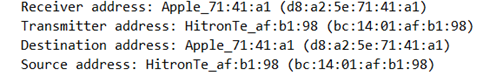 Receiver address: Apple_71:41:a1 (d8:a2:5e:71:41:a1)
Transmitter address: HitronTe_af:b1:98 (bc:14:01:af:b1:98)
Destination address: Apple_71:41:a1 (d8:a2:5e:71:41:a1)
Source address: HitronTe_af:b1:98 (bc:14:01:af:b1:98)